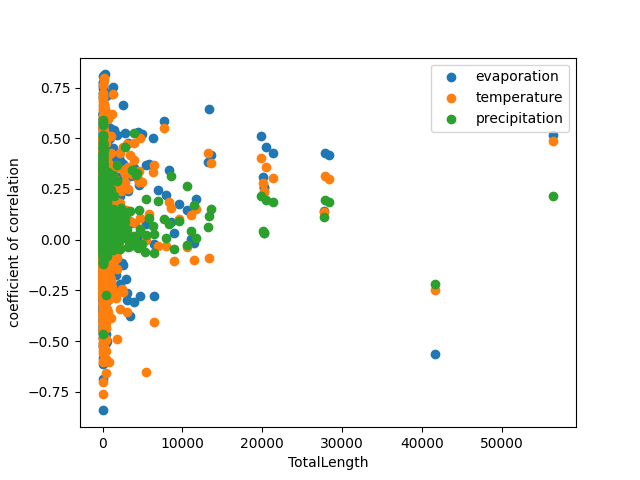 evaporation
temperature
precipitation
0.75
0.50
0.25
0.00
−0.25
−0.50
−0.75
coefficient of correlation
0
10000
20000
30000
40000
50000
TotalLength